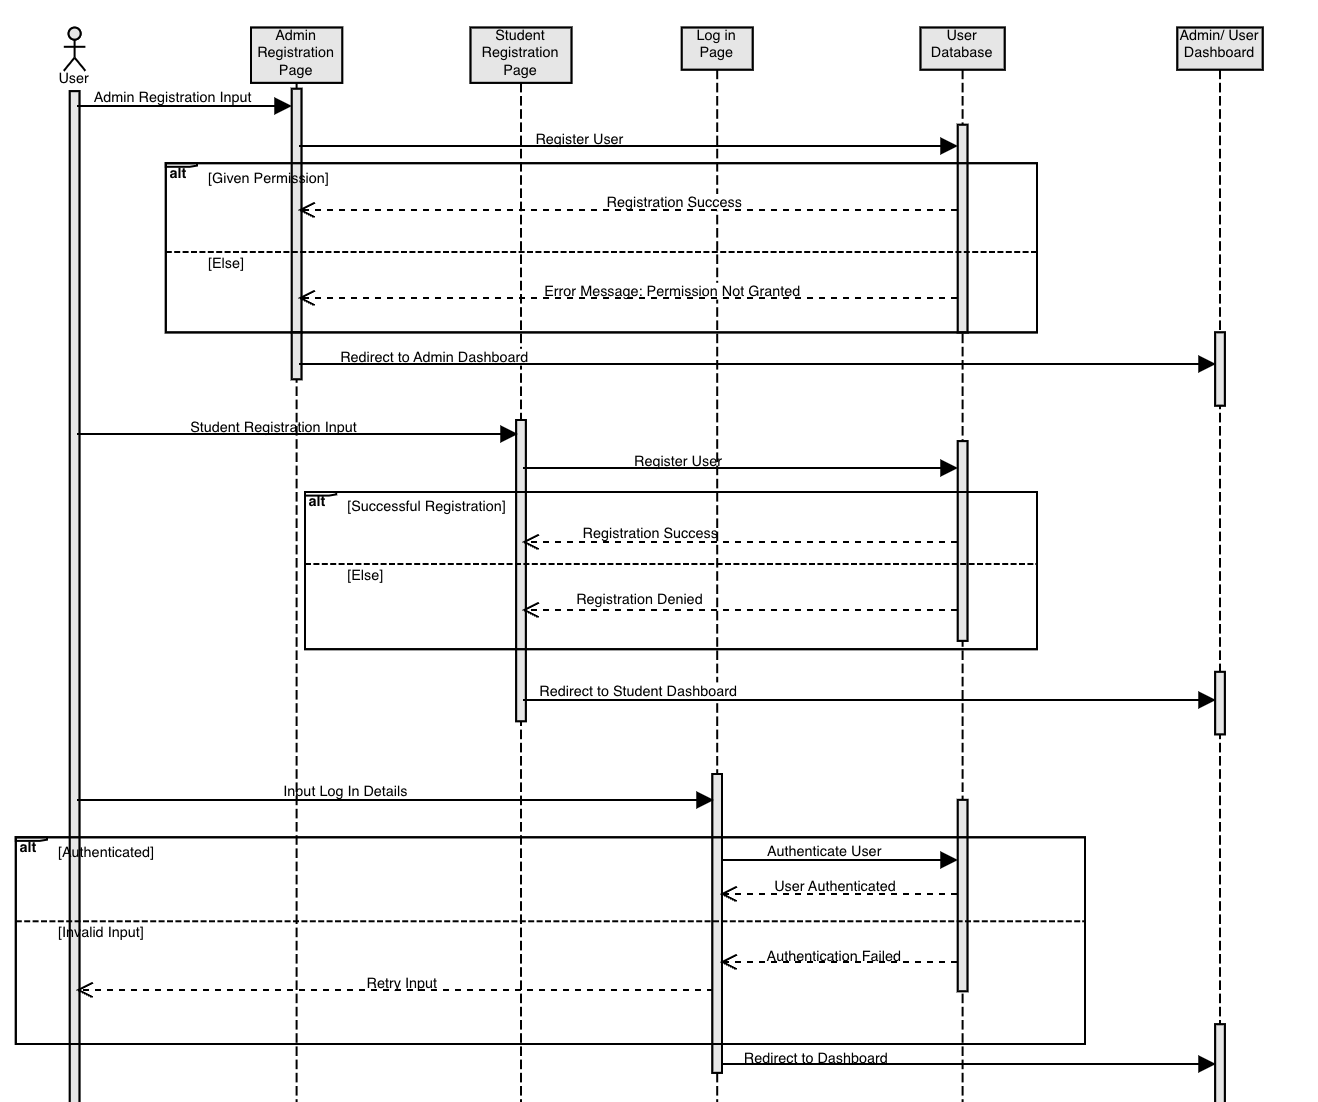 User
Admin
Registration
Page
Student
Registration
Page
Log in
Page
User
Database
Admin/ User
Dashboard
Admin Registration Input
Register User
alt
[Given Permission]
Registration Success
[Else]
Error Message: Permission Not Granted
Redirect to Admin Dashboard
Student Registration Input
Register User
alt
[Successful Registration]
Registration Success
[Else]
Registration Denied
Redirect to Student Dashboard
Input Log In Details
alt
[Authenticated]
Authenticate User
User Authenticated
[Invalid Input]
Authentication Failed
Retry Input
Redirect to Dashboard